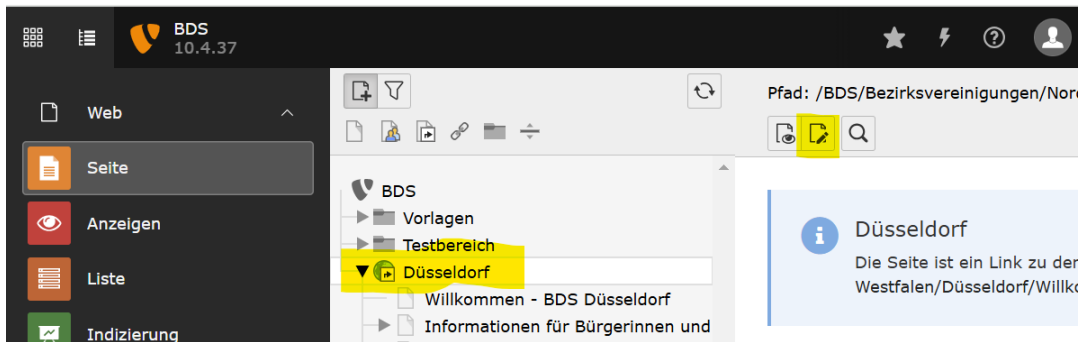 BDS
10.4.37
Web
Seite
Anzeigen
Liste
Indizierung
BDS
Vorlagen
Testbereich
Düsseldorf
Willkommen - BDS Düsseldorf
Informationen für Bürgerinnen und
Pfad: /BDS/Bezirksvereinigungen/Nor
Düsseldorf
Die Seite ist ein Link zu der
Westfalen/Düsseldorf/Willk